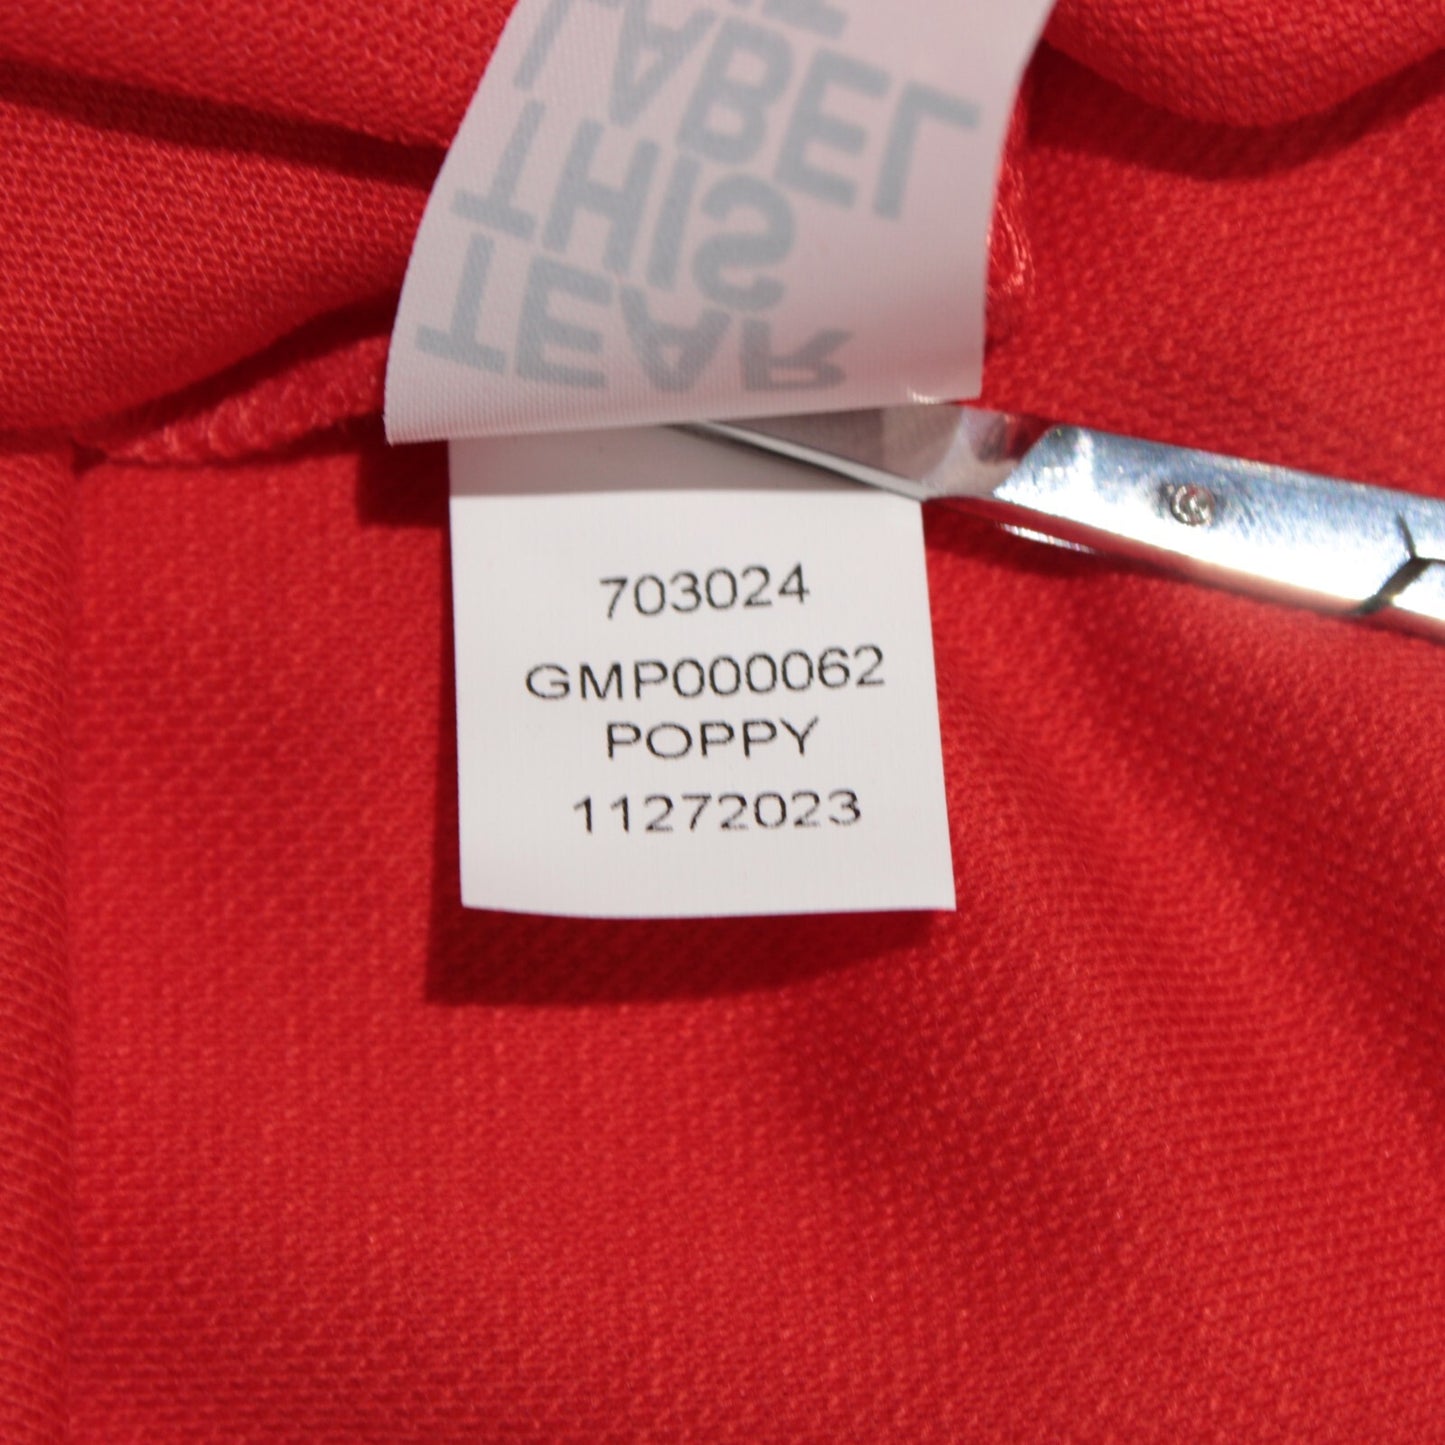 TEAR
THIS
LABEL
703024
GMP000062
POPPY
11272023